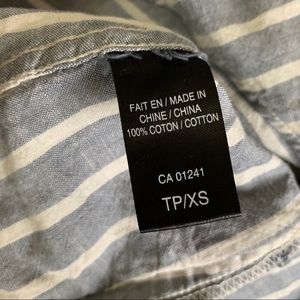 FAIT EN / MADE IN
CHINE / CHINA
100% COTON / COTTON
CA 01241
TP/XS